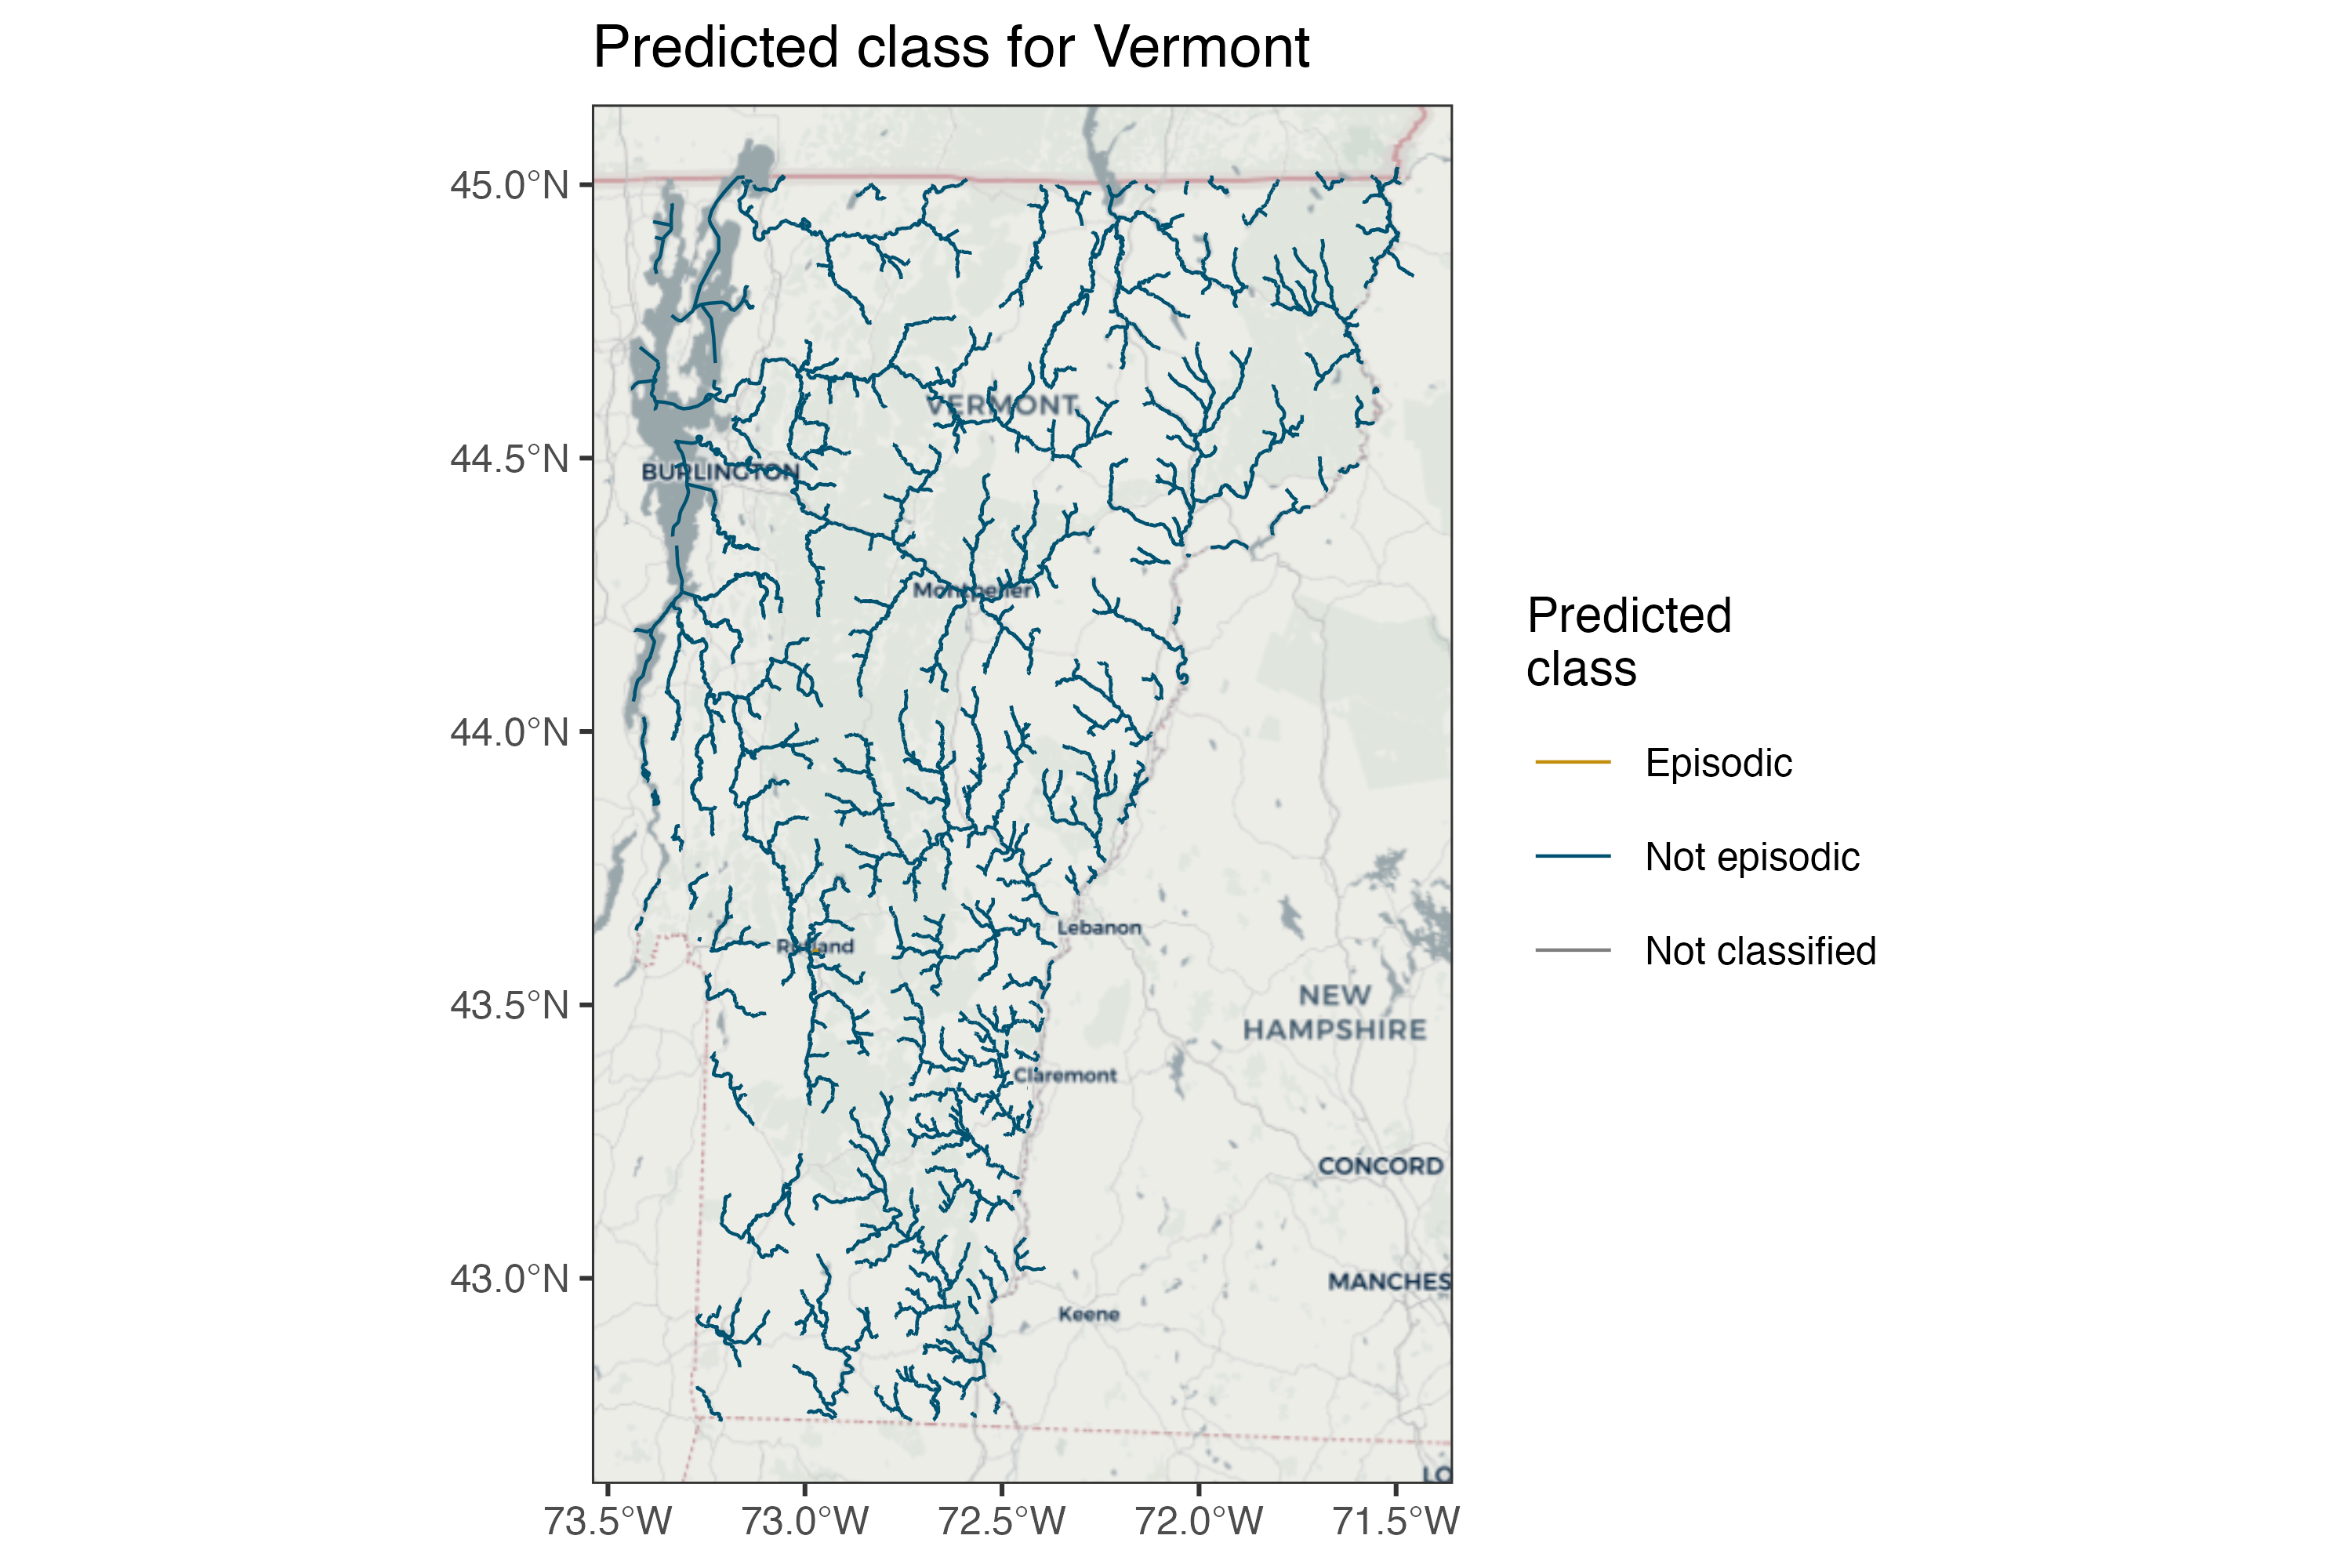 Predicted class for Vermont
45.0°N
44.5°N
44.0°N
43.5°N
43.0°N
73.5°W
73.0°W
72.5°W
72.0°W
71.5°W
VERMONT
BURLINGTON
Montpelier
Rutland
Lebanon
NEW
HAMPSHIRE
Claremont
CONCORD
MANCHES
Keene
LO
Predicted
class
Episodic
Not episodic
Not classified